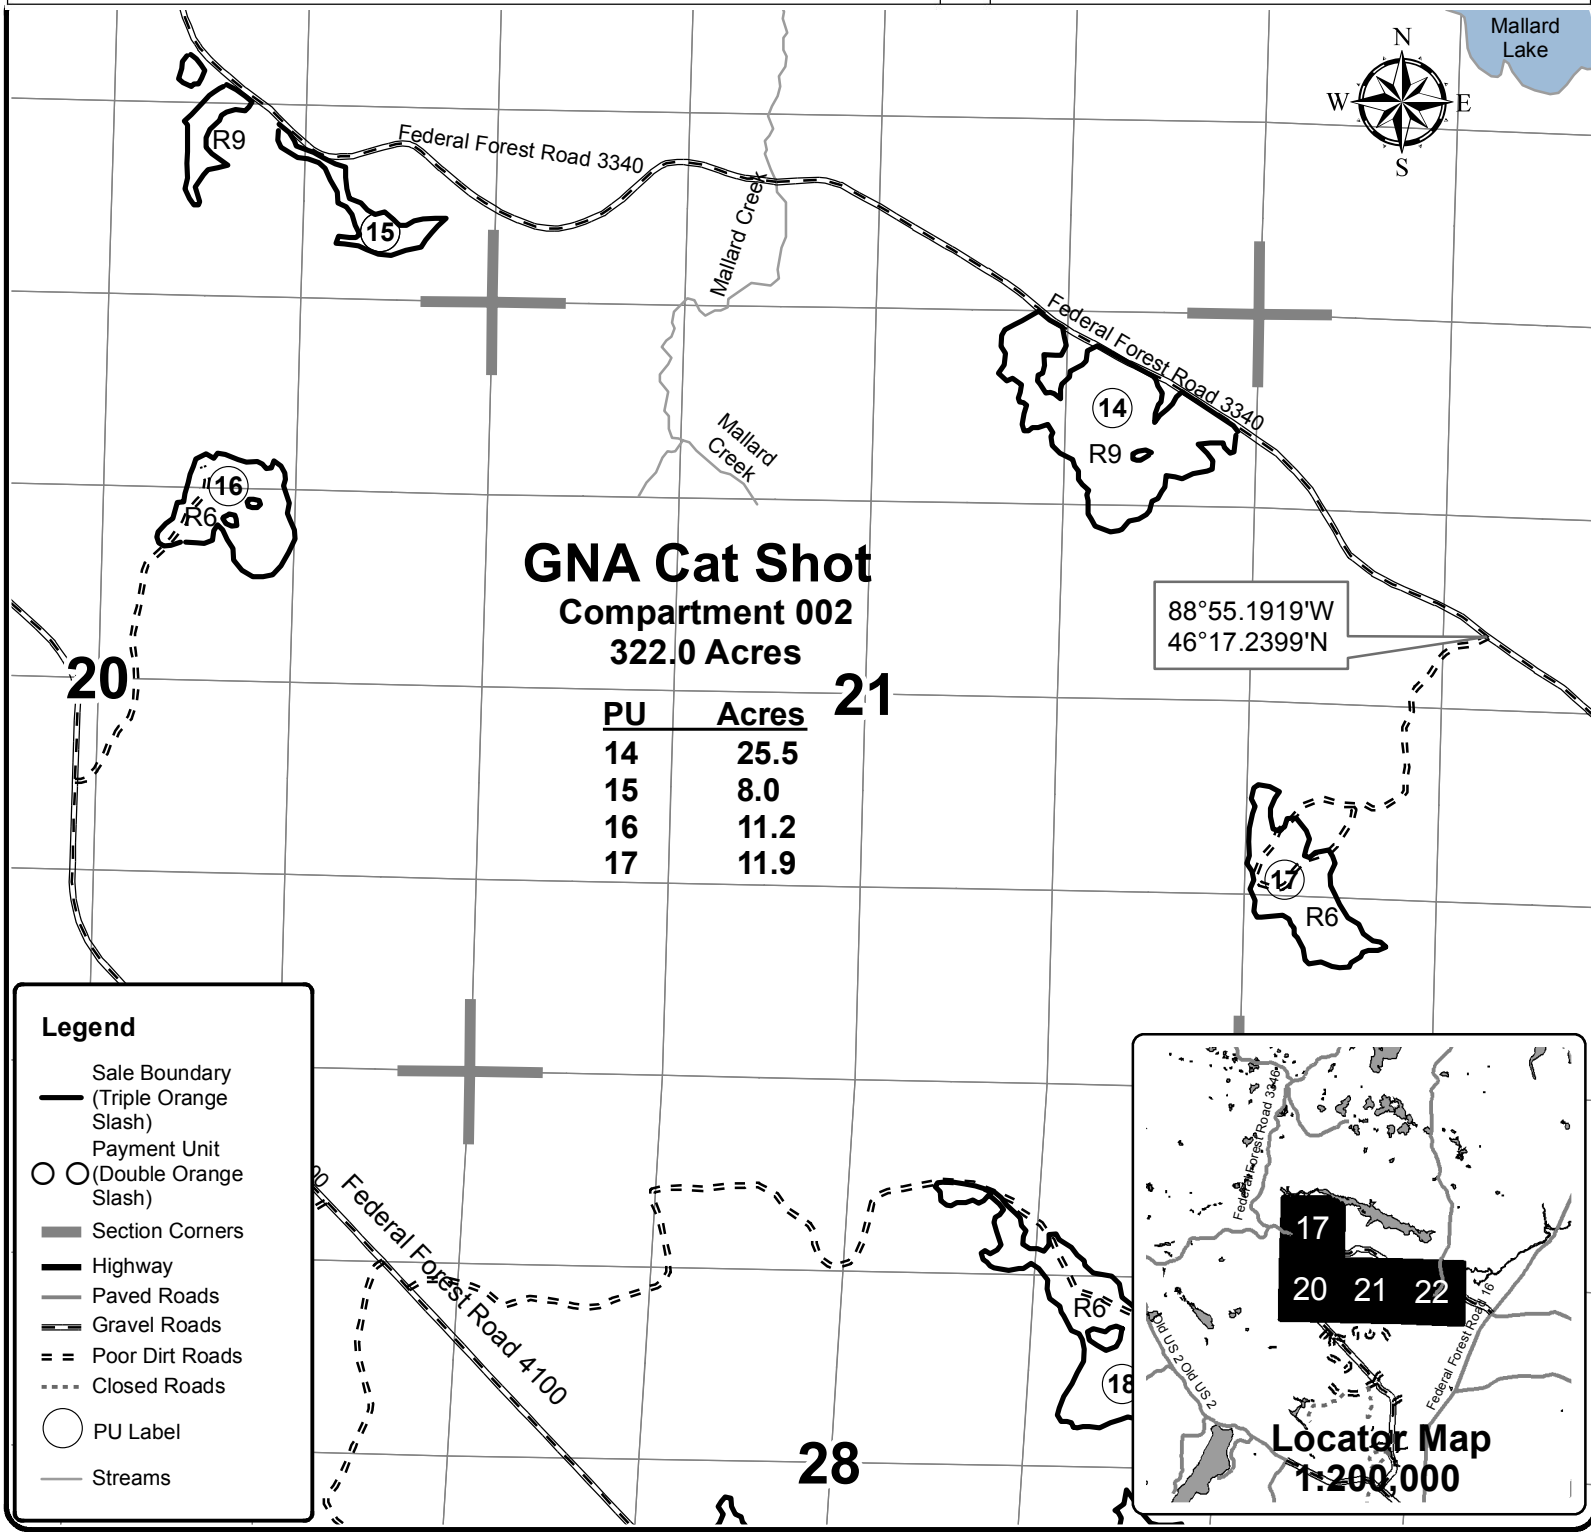 Mallard
Lake
N
W
E
S
R9
Federal Forest Road 3340
15
Mallard Creek
Federal Forest Road 3340
14
R9
Mallard
Creek
16
R6
GNA Cat Shot
Compartment 002
322.0 Acres
88°55.1919'W
46°17.2399'N
20
21
PU Acres
14 25.5
15 8.0
16 11.2
17 11.9
17
R6
Legend
Sale Boundary
(Triple Orange
Slash)
Payment Unit
(Double Orange
Slash)
Section Corners
Highway
Paved Roads
Gravel Roads
Poor Dirt Roads
Closed Roads
PU Label
Streams
00
Federal Forest Road 4100
R6
18
28
Federal Forest Road 3346
17
20 21 22
Old US 2 Old US 2
Federal Forest Road 16
Locator Map
1:200,000